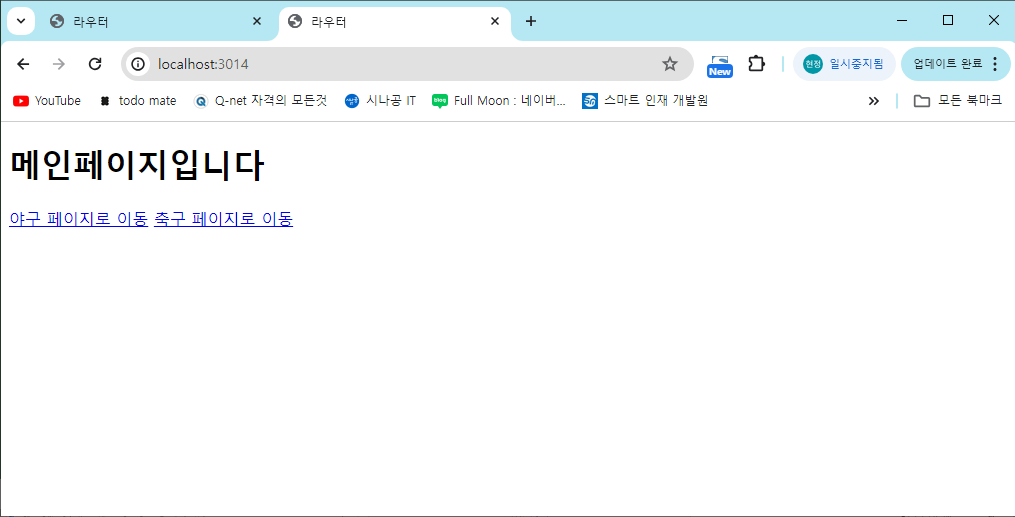 라우터 라우터
localhost:3014 New 현정 일시중지됨 업데이트 완료
YouTube todo mate Q-net 자격의 모든것 시나공 IT blog Full Moon : 네이버... 스마트 인재 개발원 모든 북마크
메인페이지입니다
야구 페이지로 이동 축구 페이지로 이동